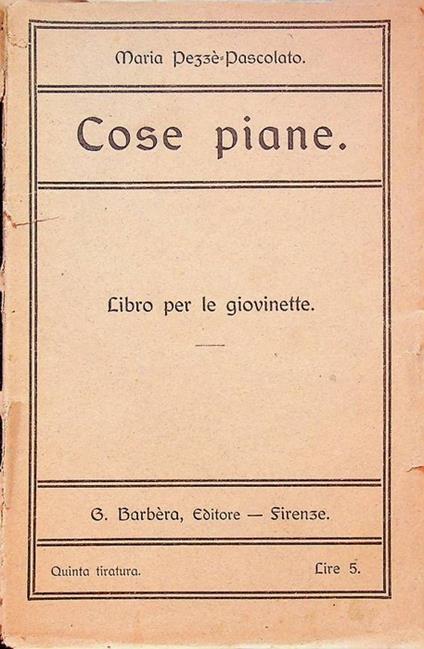 Maria Pezzè-Pascolato.
Cose piane.
Libro per le giovinette.
G. Barbèra, Editore — Firenze.
Quinta tiratura. Lire 5.